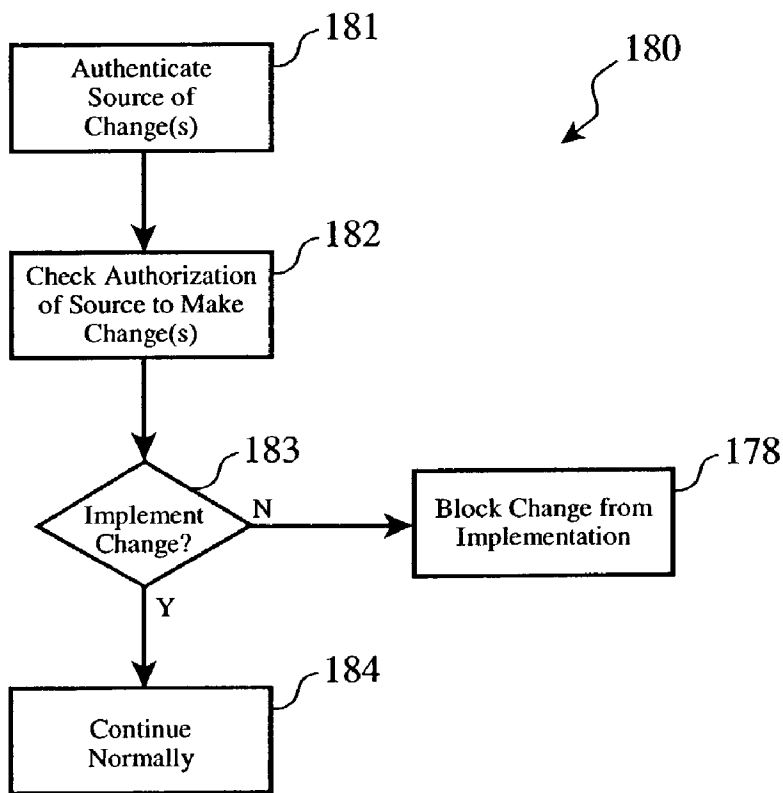 181
Authenticate
Source of
Change(s)
180
182
Check Authorization
of Source to Make
Change(s)
183
Implement
Change?
N
178
Block Change from
Implementation
Y
184
Continue
Normally